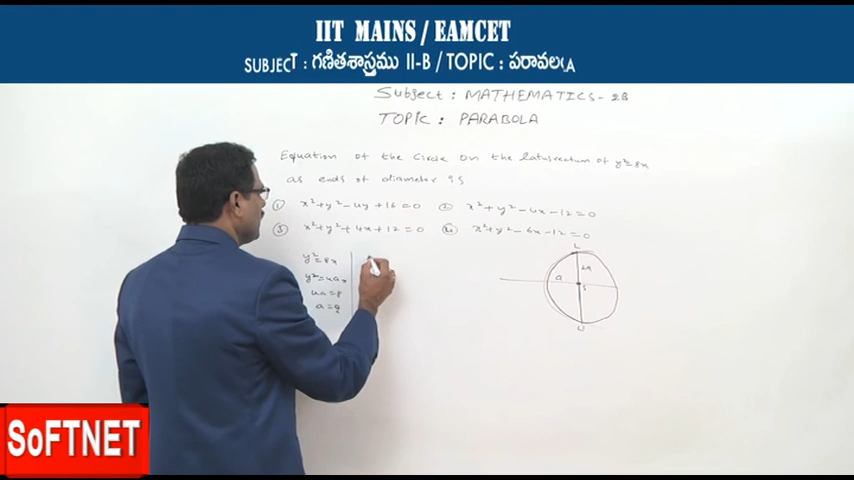 IIT MAINS / EAMCET
SUBJECT : గణితశాస్త్రము II-B / TOPIC : పరావలయ
Subject : MATHEMATICS - 2B
TOPIC : PARABOLA
Equation of the circle on the latusrectum of y²=8x
as ends of diameter is
① x²+y²-4y+16=0 ② x²+y²-4x-12=0
③ x²+y²+4x+12=0 ④ x²+y²-6x-12=0
y²=8x
y²=4ax
4a=8
a=2
L
2a
a
S
L'
SoFTNET